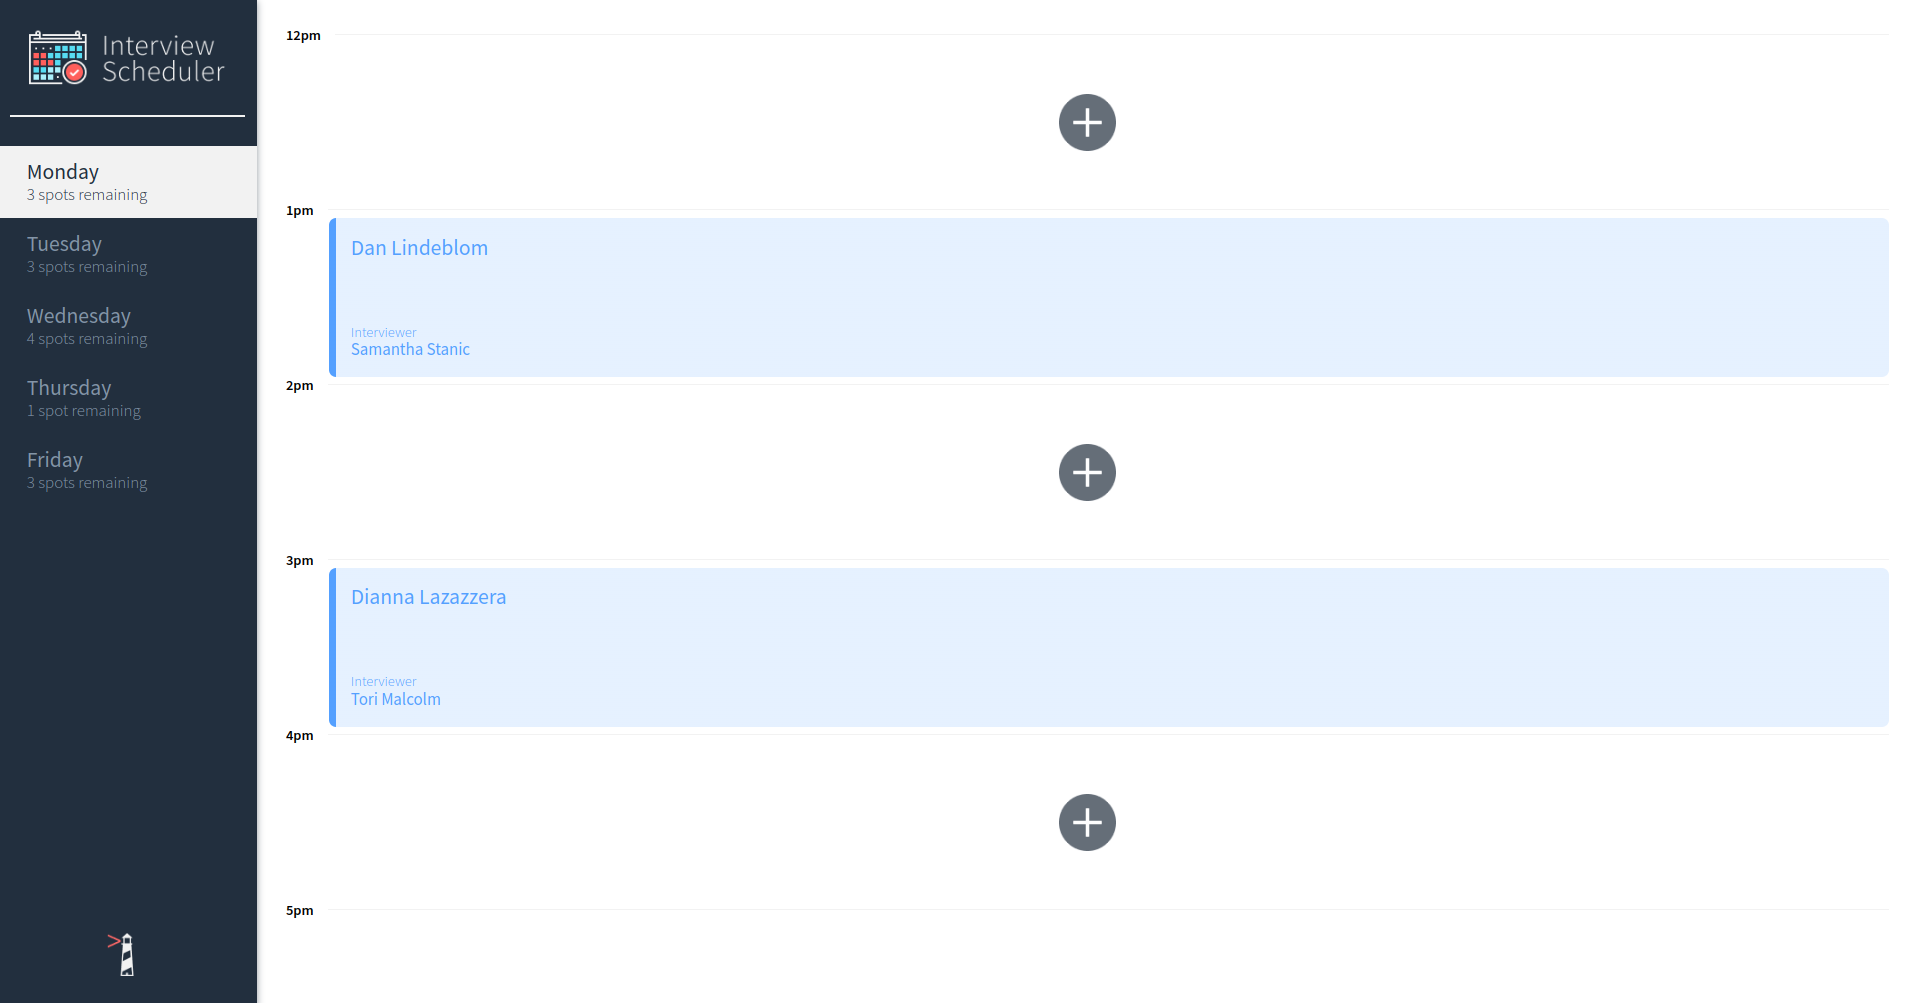 Interview
Scheduler
Monday
3 spots remaining
Tuesday
3 spots remaining
Wednesday
4 spots remaining
Thursday
1 spot remaining
Friday
3 spots remaining
12pm
1pm
Dan Lindeblom
Interviewer
Samantha Stanic
2pm
3pm
Dianna Lazazzera
Interviewer
Tori Malcolm
4pm
5pm